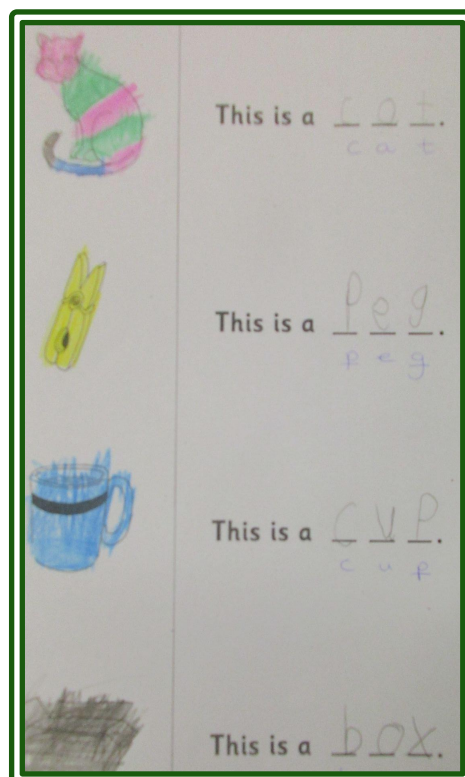 This is a cat.
c a t
This is a peg.
p e g
This is a cup.
c u p
This is a box.